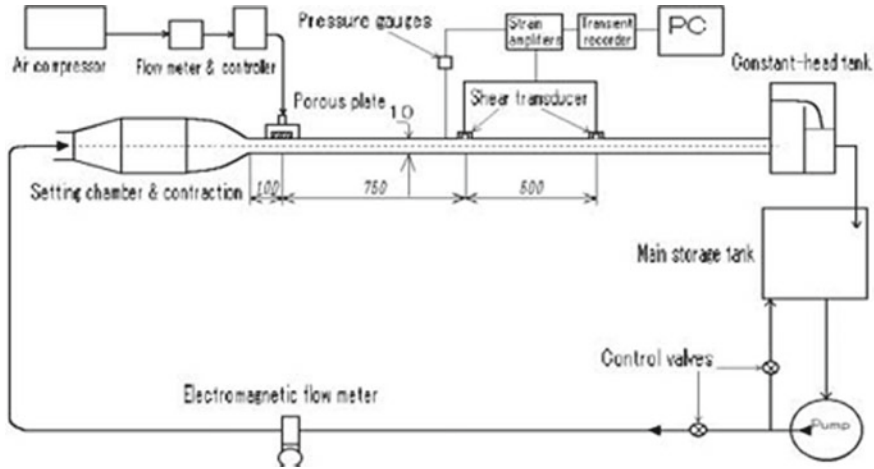 Pressure gauges
Strain
amplifiers
Transient
recorder
PC
Air compressor
Flow meter & controller
Constant-head tank
Porous plate
10
Shear transducer
Setting chamber & contraction
100
750
500
Main storage tank
Control valves
Electromagnetic flow meter
Pump